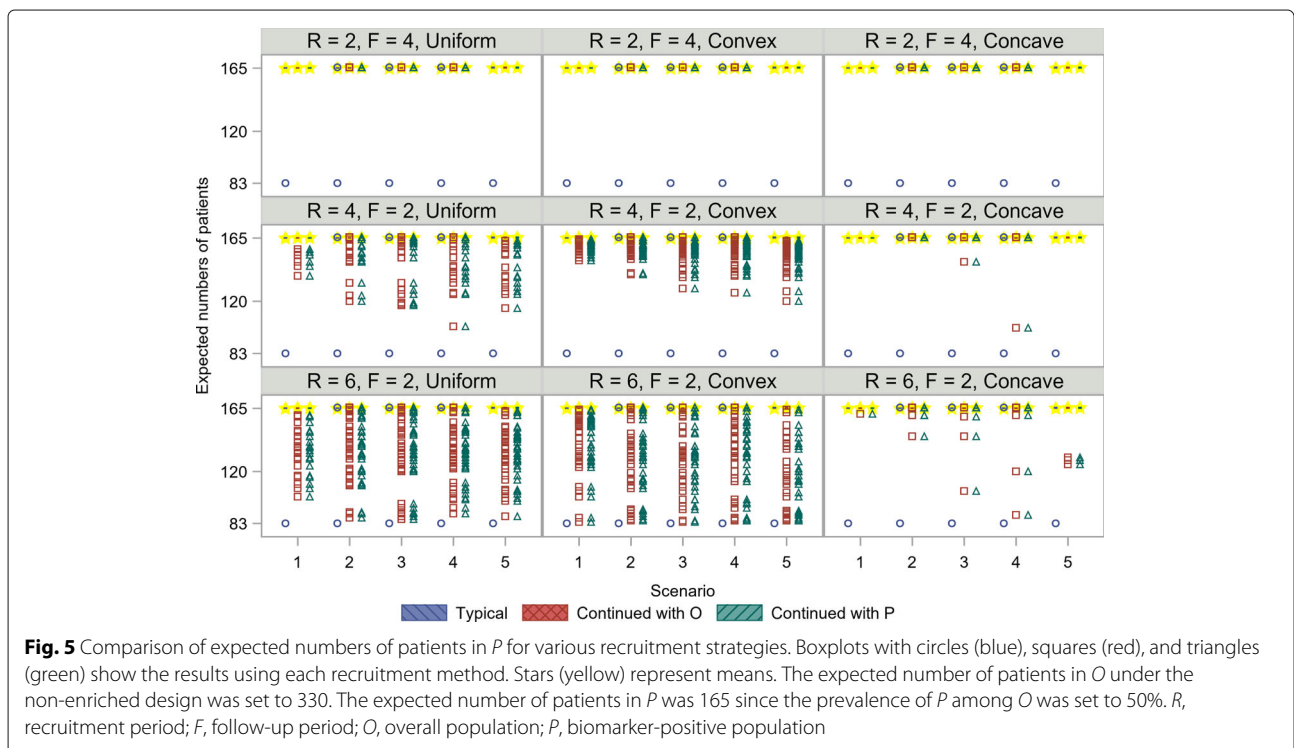 R = 2, F = 4, Uniform
R = 2, F = 4, Convex
R = 2, F = 4, Concave
165
120
83
R = 4, F = 2, Uniform
R = 4, F = 2, Convex
R = 4, F = 2, Concave
165
120
83
R = 6, F = 2, Uniform
R = 6, F = 2, Convex
R = 6, F = 2, Concave
165
120
83
Expected numbers of patients
1 2 3 4 5
1 2 3 4 5
1 2 3 4 5
Scenario
Typical
Continued with O
Continued with P
Fig. 5 Comparison of expected numbers of patients in P for various recruitment strategies. Boxplots with circles (blue), squares (red), and triangles
(green) show the results using each recruitment method. Stars (yellow) represent means. The expected number of patients in O under the
non-enriched design was set to 330. The expected number of patients in P was 165 since the prevalence of P among O was set to 50%. R,
recruitment period; F, follow-up period; O, overall population; P, biomarker-positive population